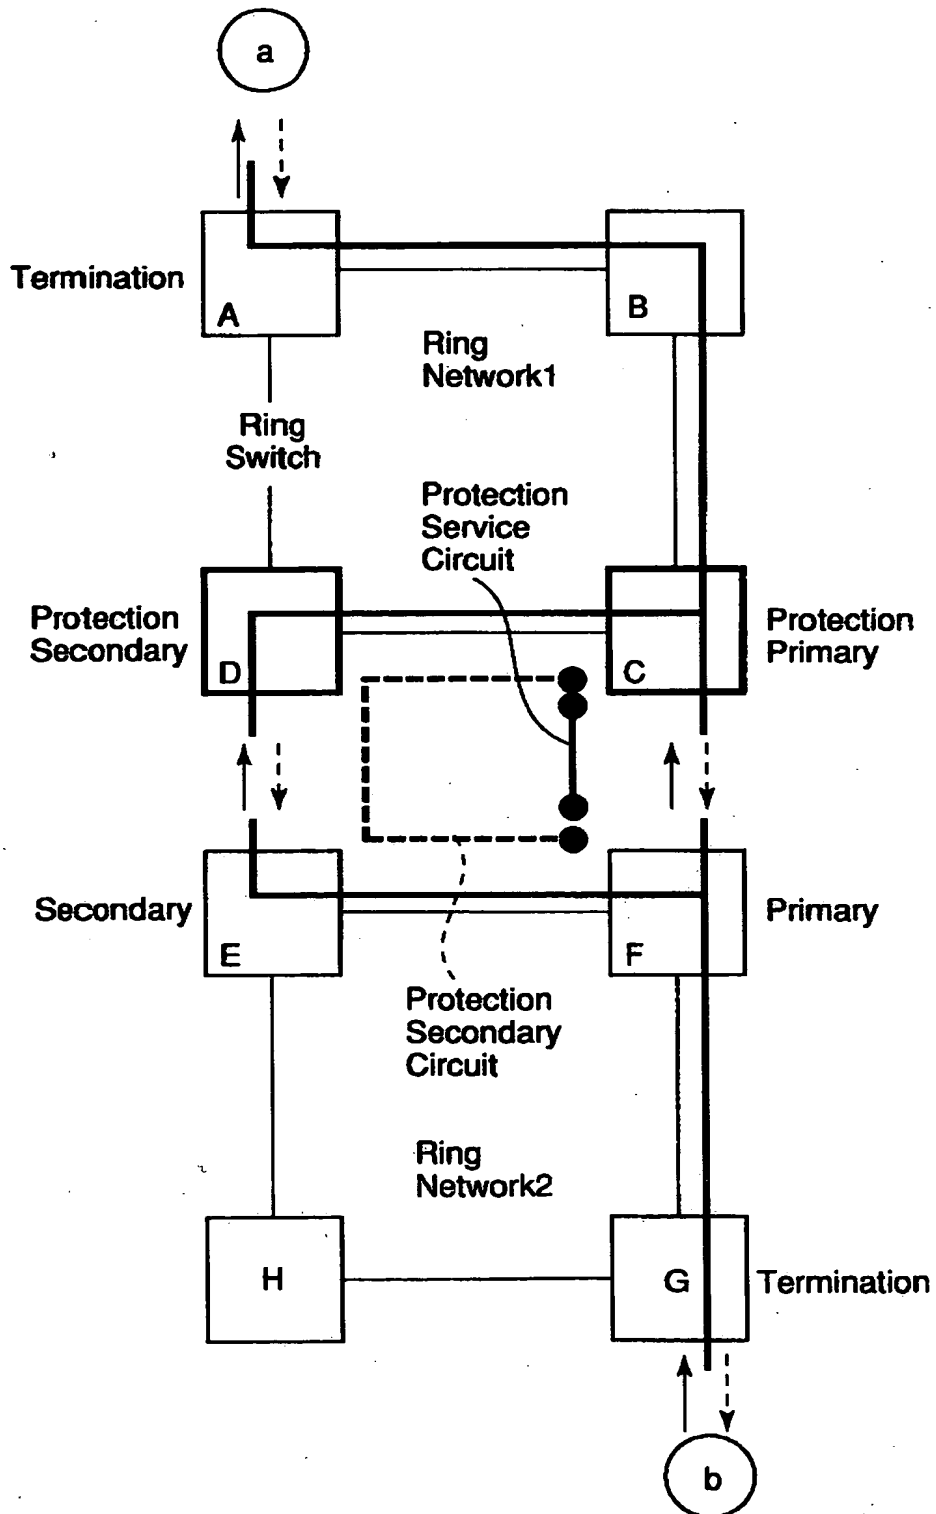 a
Termination
A
B
Ring
Network1
Ring
Switch
Protection
Service
Circuit
Protection
Secondary
D
C
Protection
Primary
Secondary
E
F
Primary
Protection
Secondary
Circuit
Ring
Network2
H
G
Termination
b